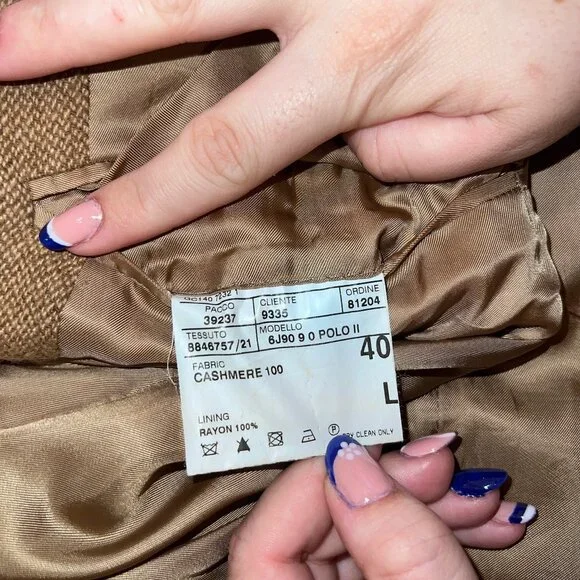 PACCO CLIENTE ORDINE
39237 9335 81204
TESSUTO MODELLO
8846757/21 6J90 9 0 POLO II
FABRIC 40
CASHMERE 100
L
LINING
RAYON 100%
P DRY CLEAN ONLY